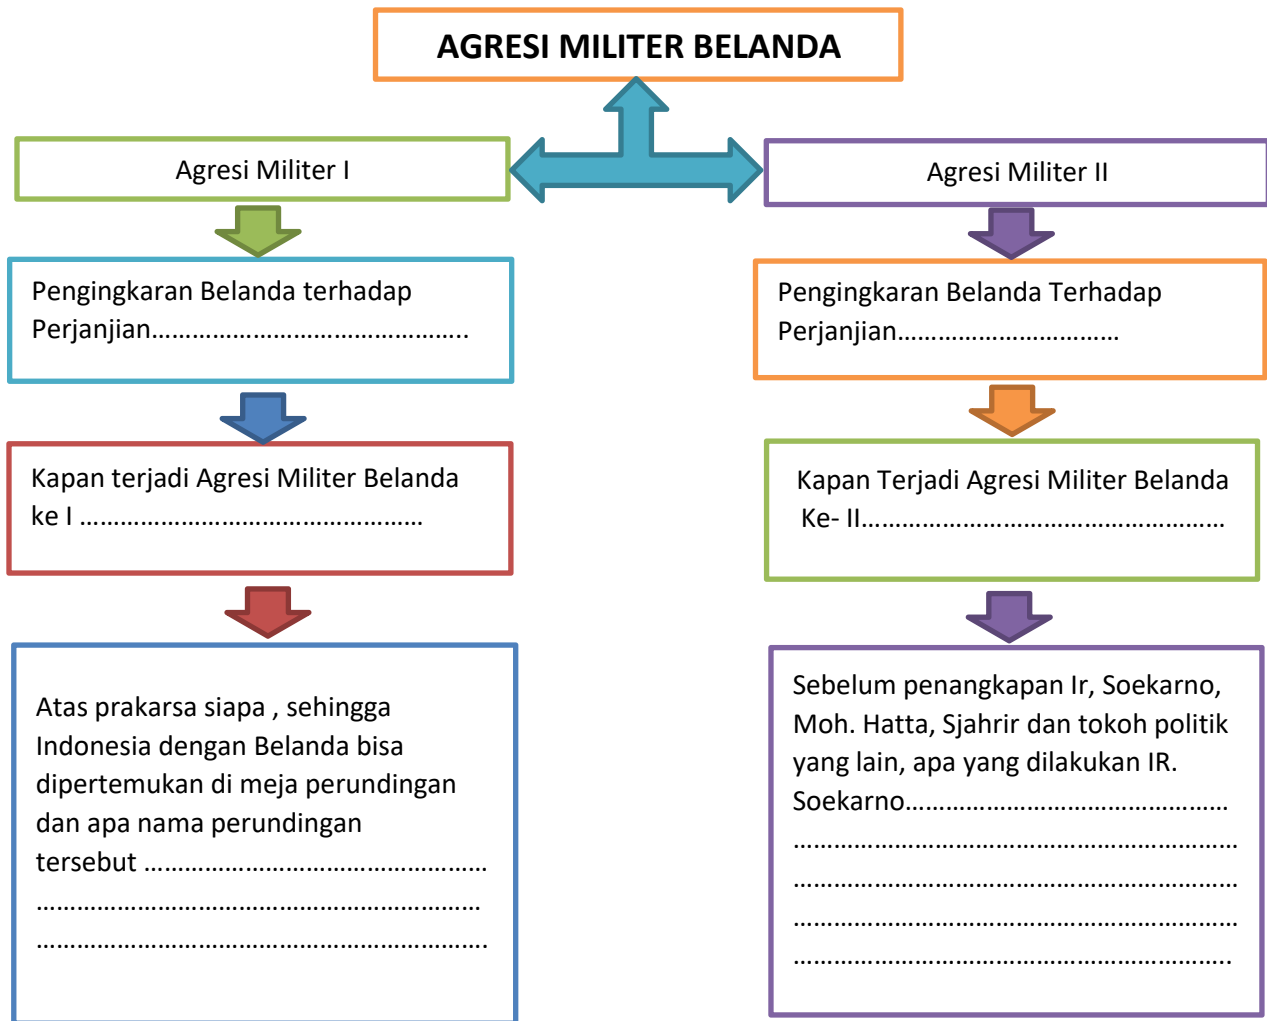 AGRESI MILITER BELANDA
Agresi Militer I
Agresi Militer II
Pengingkaran Belanda terhadap
Perjanjian………………………………………..
Pengingkaran Belanda Terhadap
Perjanjian……………………………
Kapan terjadi Agresi Militer Belanda
ke I ……………………………………………
Kapan Terjadi Agresi Militer Belanda
Ke- II………………………………………………
Atas prakarsa siapa , sehingga
Indonesia dengan Belanda bisa
dipertemukan di meja perundingan
dan apa nama perundingan
tersebut ……………………………………………
…………………………………………………………
………………………………………………………….
Sebelum penangkapan Ir, Soekarno,
Moh. Hatta, Sjahrir dan tokoh politik
yang lain, apa yang dilakukan IR.
Soekarno…………………………………………
…………………………………………………………
…………………………………………………………
…………………………………………………………
………………………………………………………..